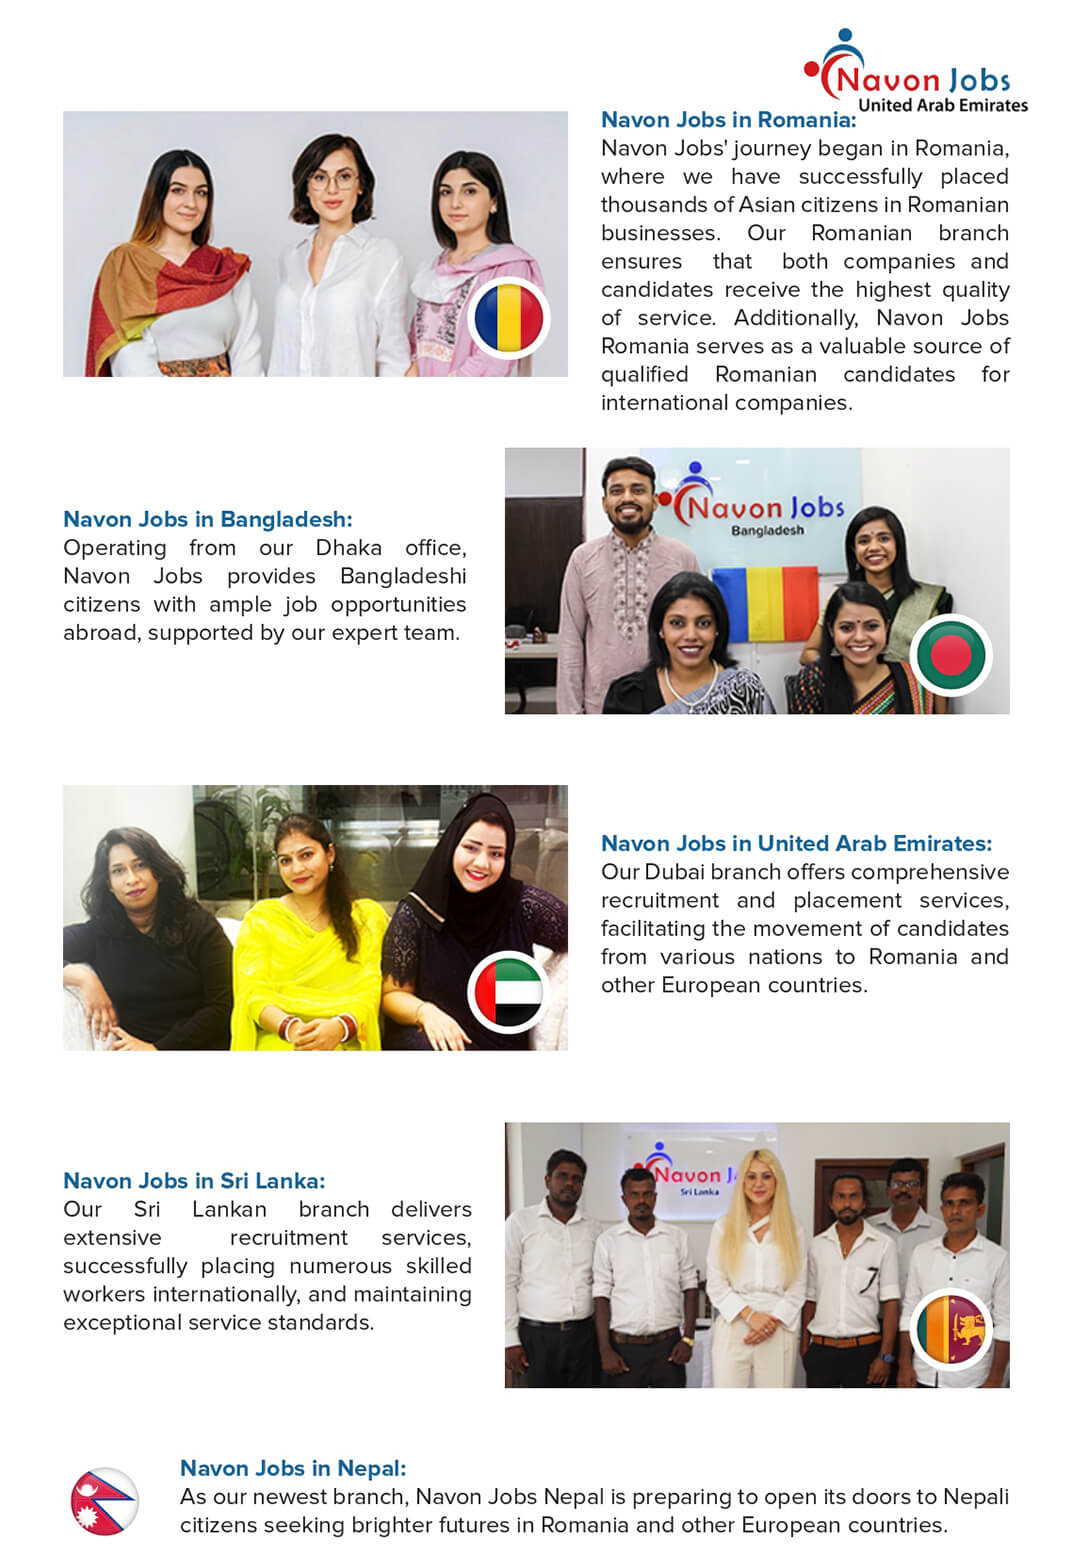 Navon Jobs
United Arab Emirates
Navon Jobs in Romania:
Navon Jobs' journey began in Romania,
where we have successfully placed
thousands of Asian citizens in Romanian
businesses. Our Romanian branch
ensures that both companies and
candidates receive the highest quality
of service. Additionally, Navon Jobs
Romania serves as a valuable source of
qualified Romanian candidates for
international companies.
Navon Jobs in Bangladesh:
Operating from our Dhaka office,
Navon Jobs provides Bangladeshi
citizens with ample job opportunities
abroad, supported by our expert team.
Navon Jobs
Bangladesh
Navon Jobs in United Arab Emirates:
Our Dubai branch offers comprehensive
recruitment and placement services,
facilitating the movement of candidates
from various nations to Romania and
other European countries.
Navon Jobs in Sri Lanka:
Our Sri Lankan branch delivers
extensive recruitment services,
successfully placing numerous skilled
workers internationally, and maintaining
exceptional service standards.
Navon J
Sri Lanka
Navon Jobs in Nepal:
As our newest branch, Navon Jobs Nepal is preparing to open its doors to Nepali
citizens seeking brighter futures in Romania and other European countries.